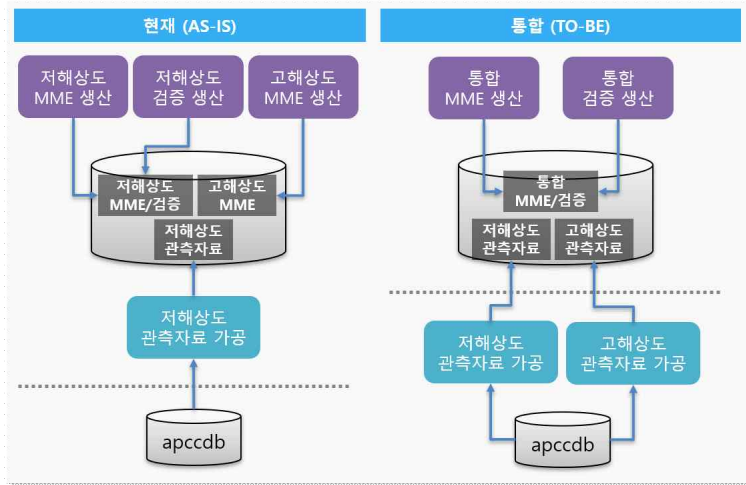 현재 (AS-IS)
저해상도
MME 생산
저해상도
검증 생산
고해상도
MME 생산
저해상도
MME/검증
고해상도
MME
저해상도
관측자료
저해상도
관측자료 가공
apccdb
통합 (TO-BE)
통합
MME 생산
통합
검증 생산
통합
MME/검증
저해상도
관측자료
고해상도
관측자료
저해상도
관측자료 가공
고해상도
관측자료 가공
apccdb